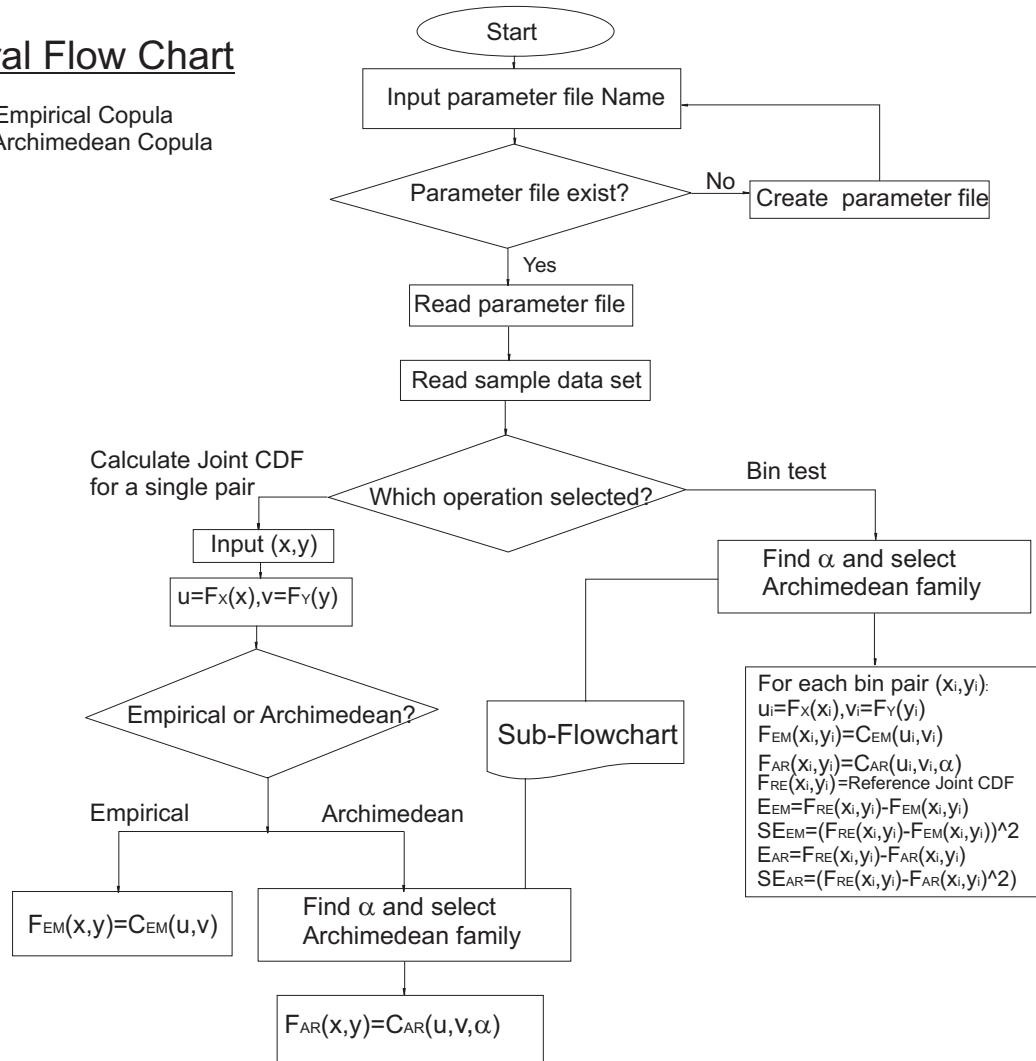 Start
ral Flow Chart
Input parameter file Name
Empirical Copula
Archimedean Copula
Parameter file exist?
No
Create parameter file
Yes
Read parameter file
Read sample data set
Calculate Joint CDF
for a single pair
Which operation selected?
Bin test
Input (x,y)
u=FX(x),v=FY(y)
Find α and select
Archimedean family
Empirical or Archimedean?
Sub-Flowchart
For each bin pair (xi,yi):
ui=FX(xi),vi=FY(yi)
FEM(xi,yi)=CEM(ui,vi)
FAR(xi,yi)=CAR(ui,vi,α)
FRE(xi,yi)=Reference Joint CDF
EEM=FRE(xi,yi)-FEM(xi,yi)
SEEM=(FRE(xi,yi)-FEM(xi,yi))^2
EAR=FRE(xi,yi)-FAR(xi,yi)
SEAR=(FRE(xi,yi)-FAR(xi,yi)^2)
Empirical
Archimedean
FEM(x,y)=CEM(u,v)
Find α and select
Archimedean family
FAR(x,y)=CAR(u,v,α)